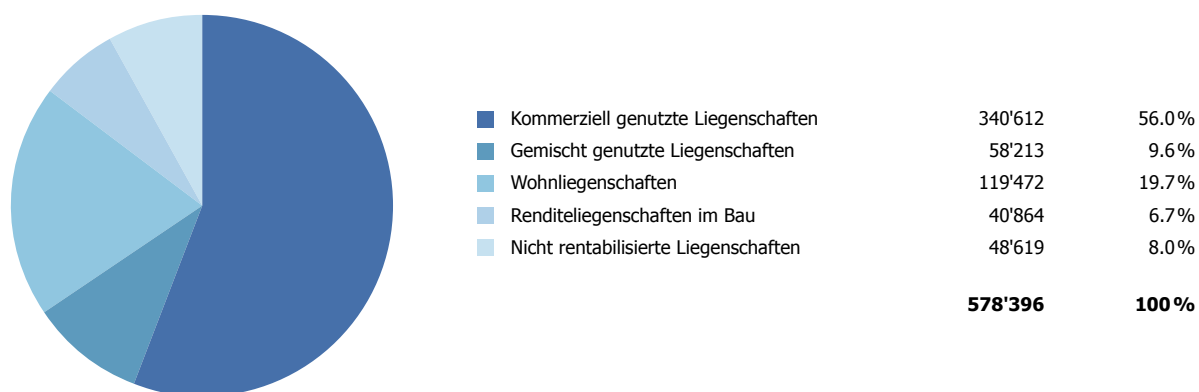 Kommerziell genutzte Liegenschaften 340'612 56.0%
Gemischt genutzte Liegenschaften 58'213 9.6%
Wohnliegenschaften 119'472 19.7%
Renditeliegenschaften im Bau 40'864 6.7%
Nicht rentabilisierte Liegenschaften 48'619 8.0%
578'396 100%